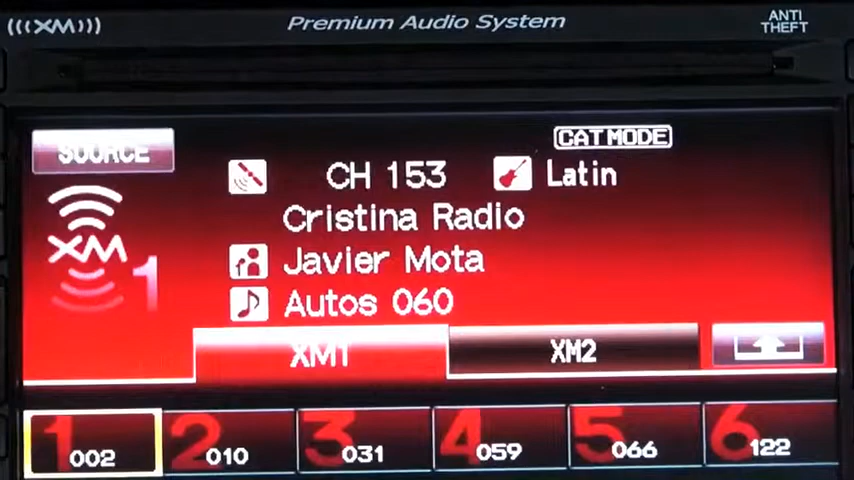 (((XM))) Premium Audio System ANTI THEFT
SOURCE
CAT MODE
CH 153 Latin
Cristina Radio
XM 1
Javier Mota
Autos 060
XM1 XM2
1 002 2 010 3 031 4 059 5 066 6 122